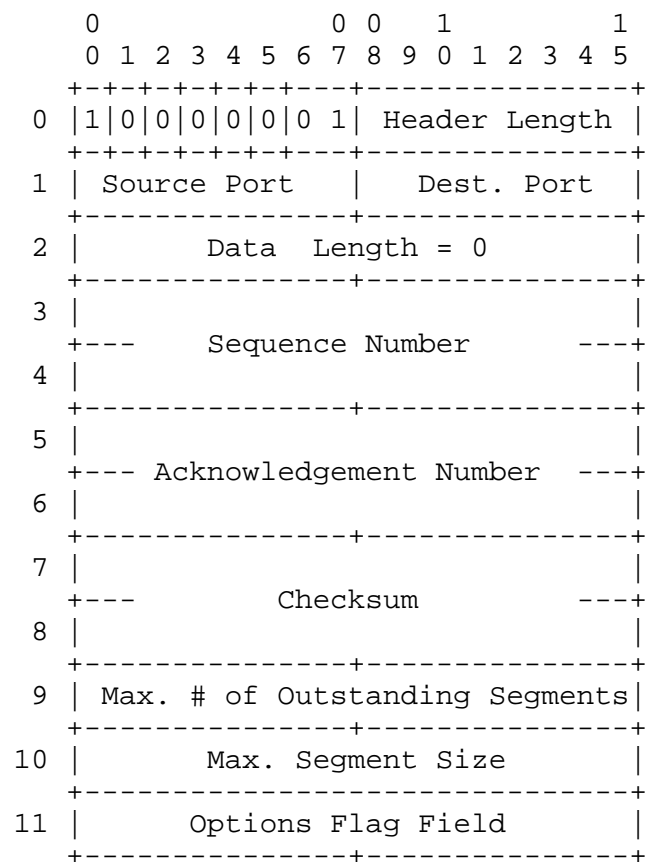 0 0 0 1 1
0 1 2 3 4 5 6 7 8 9 0 1 2 3 4 5
+-+-+-+-+-+-+---+---------------+
0 |1|0|0|0|0|0|0 1| Header Length |
+-+-+-+-+-+-+---+---------------+
1 | Source Port | Dest. Port |
+---------------+---------------+
2 | Data Length = 0 |
+---------------+---------------+
3 | |
+--- Sequence Number ---+
4 | |
+---------------+---------------+
5 | |
+--- Acknowledgement Number ---+
6 | |
+---------------+---------------+
7 | |
+--- Checksum ---+
8 | |
+---------------+---------------+
9 | Max. # of Outstanding Segments|
+---------------+---------------+
10 | Max. Segment Size |
+-------------------------------+
11 | Options Flag Field |
+---------------+---------------+